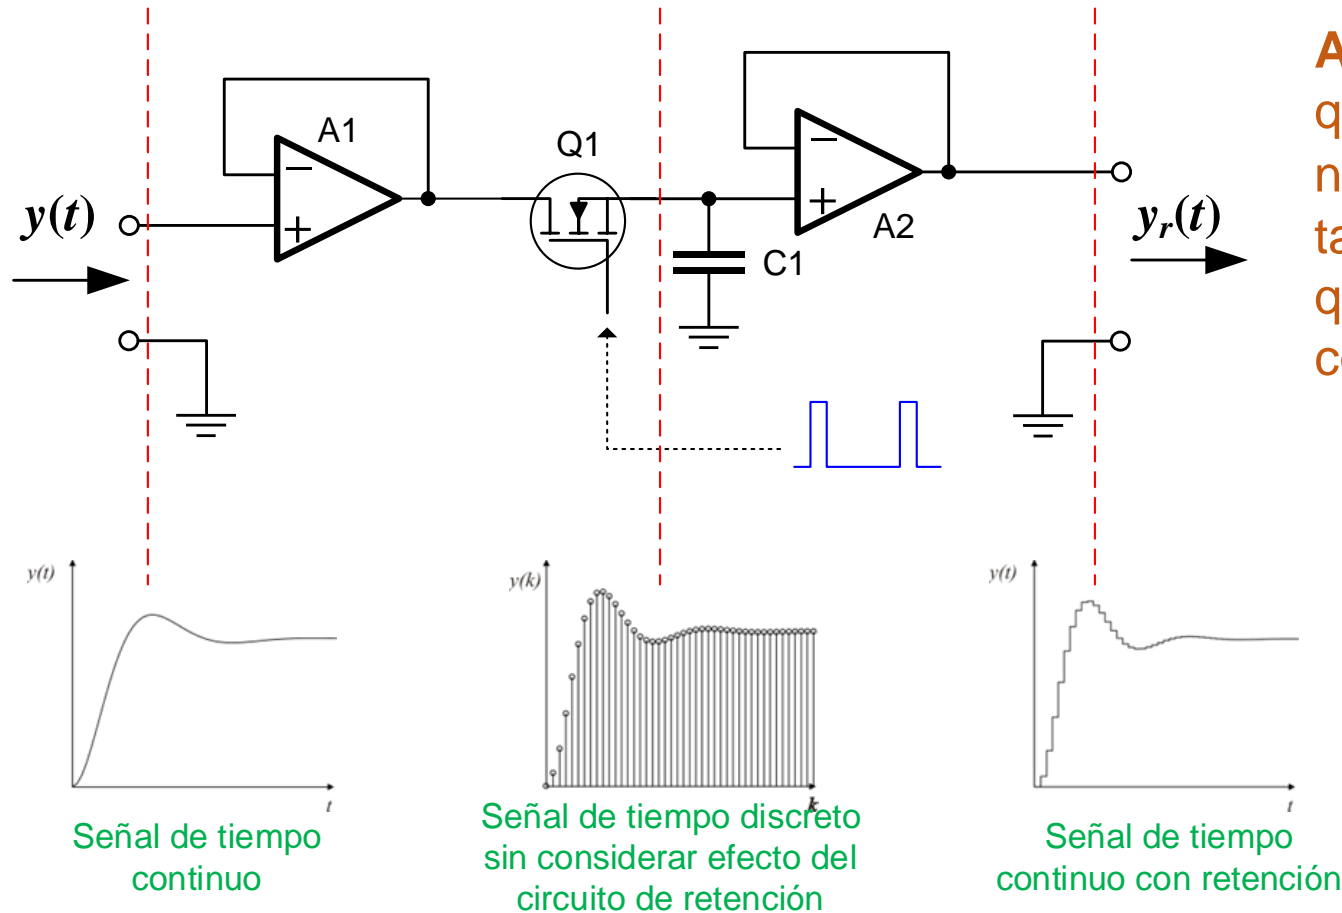 A1
Q1
A2
C1
y(t)
yr(t)
y(t)
t
Señal de tiempo
continuo
y(k)
k
Señal de tiempo discreto
sin considerar efecto del
circuito de retención
y(t)
t
Señal de tiempo
continuo con retención